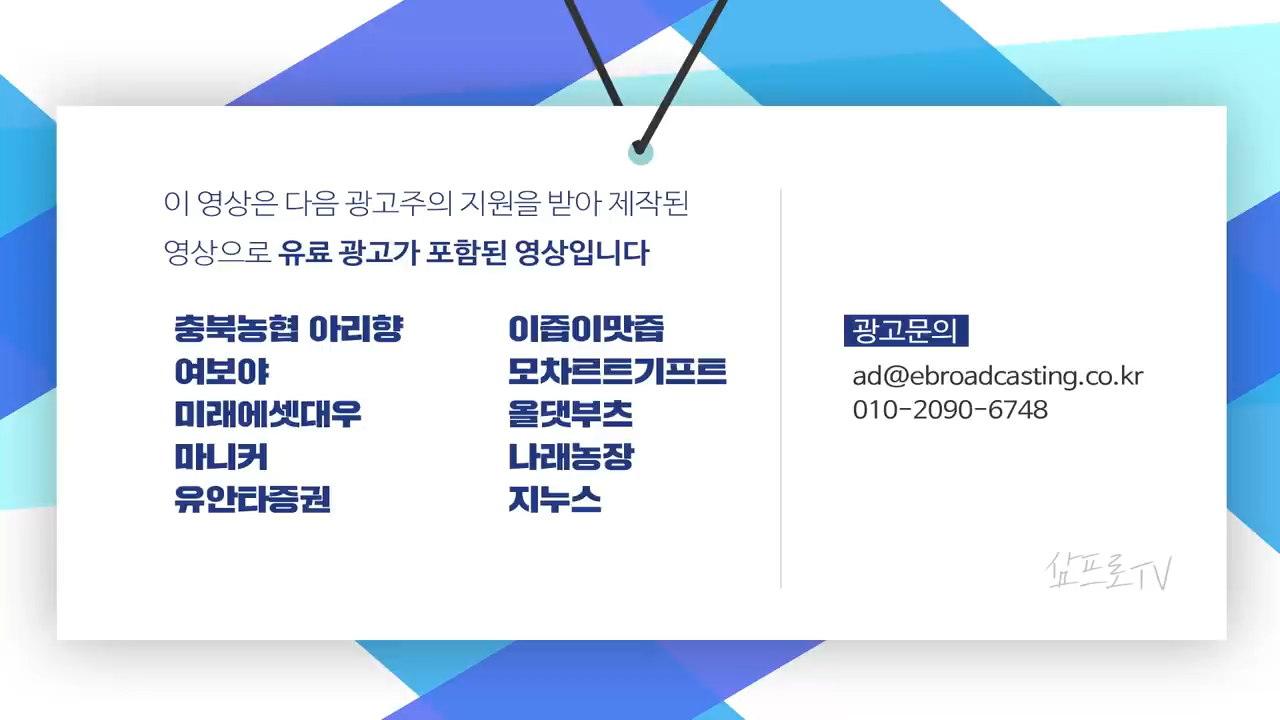 이 영상은 다음 광고주의 지원을 받아 제작된
영상으로 유료 광고가 포함된 영상입니다
충북농협 아리향
여보야
미래에셋대우
마니커
유안타증권
이즙이맛즙
모차르트기프트
올댓부츠
나래농장
지누스
광고문의
ad@ebroadcasting.co.kr
010-2090-6748
삼프로TV